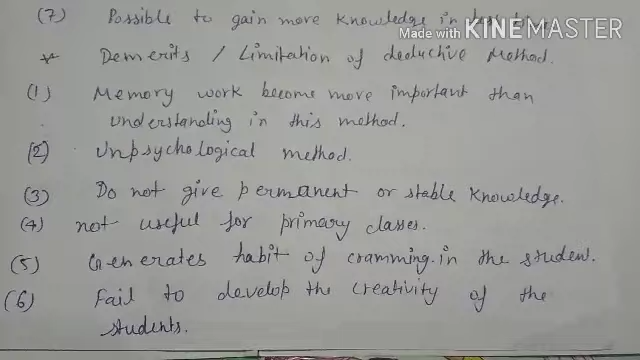 (7) Possible to gain more knowledge in less
Made with KINEMASTER
* Demerits / Limitation of deductive Method.
(1) Memory work become more important than
understanding in this method.
(2) Unpsychological method.
(3) Do not give permanent or stable knowledge.
(4) not useful for primary classes.
(5) Generates habit of cramming in the student.
(6) Fail to develop the creativity of the
students.